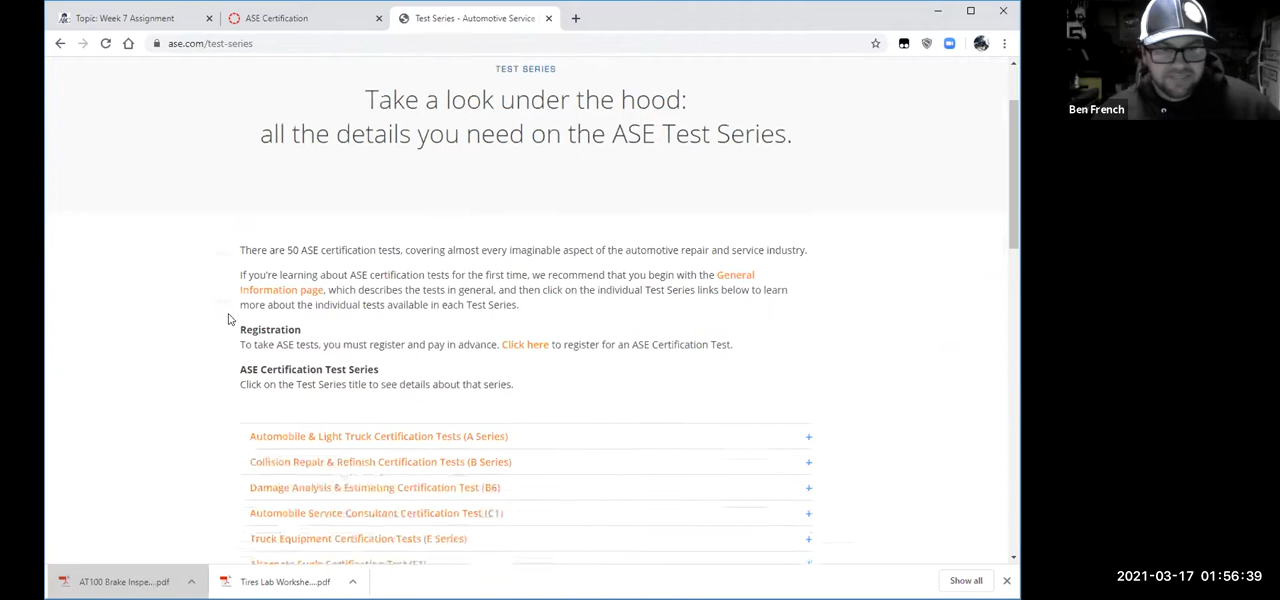 Topic: Week 7 Assignment
ASE Certification
Test Series - Automotive Service
ase.com/test-series
Ben French
TEST SERIES
Take a look under the hood:
all the details you need on the ASE Test Series.
There are 50 ASE certification tests, covering almost every imaginable aspect of the automotive repair and service industry.
If you're learning about ASE certification tests for the first time, we recommend that you begin with the General
Information page, which describes the tests in general, and then click on the individual Test Series links below to learn
more about the individual tests available in each Test Series.
Registration
To take ASE tests, you must register and pay in advance. Click here to register for an ASE Certification Test.
ASE Certification Test Series
Click on the Test Series title to see details about that series.
Automobile & Light Truck Certification Tests (A Series) +
Collision Repair & Refinish Certification Tests (B Series) +
Damage Analysis & Estimating Certification Test (B6) +
Automobile Service Consultant Certification Test (C1) +
Truck Equipment Certification Tests (E Series) +
AT100 Brake Inspe....pdf
Tires Lab Workshe....pdf
Show all
2021-03-17 01:56:39